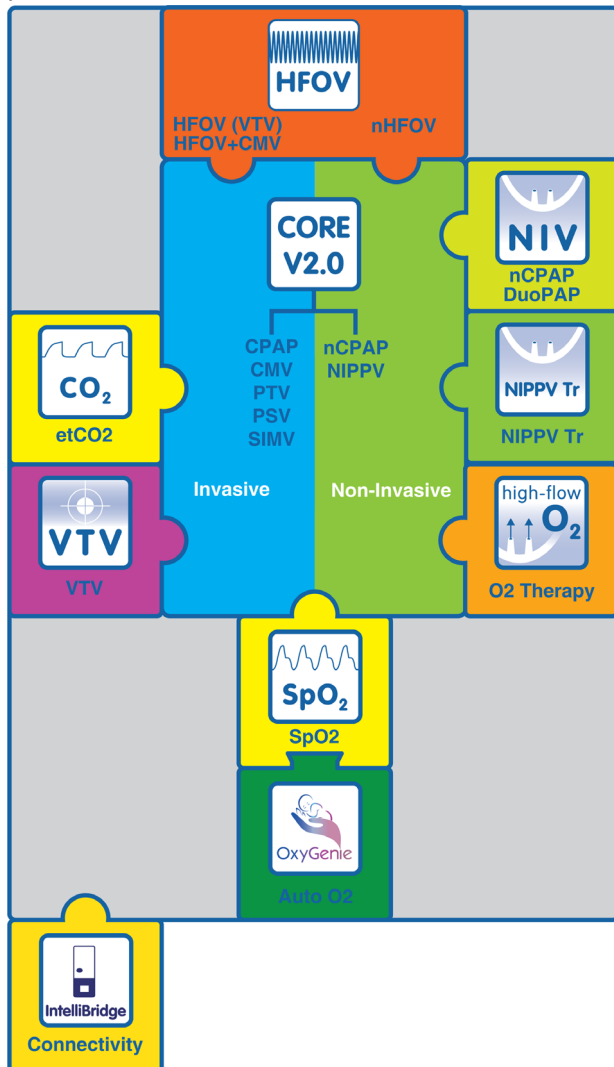 HFOV
HFOV (VTV)
HFOV+CMV
nHFOV
CORE
V2.0
CPAP
CMV
PTV
PSV
SIMV
nCPAP
NIPPV
Invasive
Non-Invasive
NIV
nCPAP
DuoPAP
CO₂
etCO2
NIPPV Tr
NIPPV Tr
VTV
VTV
high-flow
O₂
O2 Therapy
SpO₂
SpO2
OxyGenie
Auto O2
IntelliBridge
Connectivity